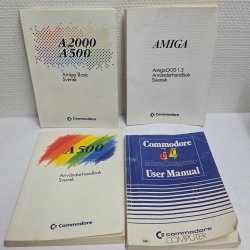 A2000
A500
Amiga Basic
Svensk
Commodore
AMIGA
AmigaDOS 1.3
Användarhandbok
Svensk
Commodore
A500
Användarhandbok
Svensk
Commodore
Commodore
64
Microcomputer
User Manual
Commodore
COMPUTER